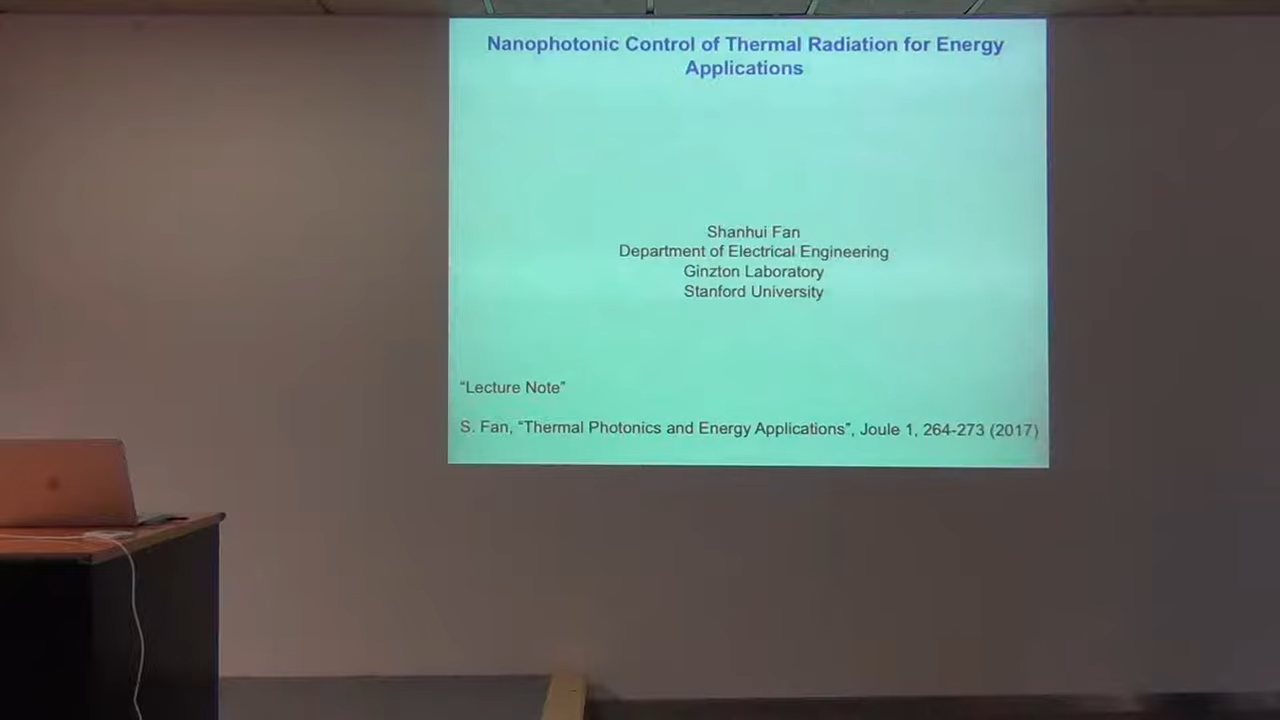 Nanophotonic Control of Thermal Radiation for Energy
Applications
Shanhui Fan
Department of Electrical Engineering
Ginzton Laboratory
Stanford University
“Lecture Note”
S. Fan, “Thermal Photonics and Energy Applications”, Joule 1, 264-273 (2017)